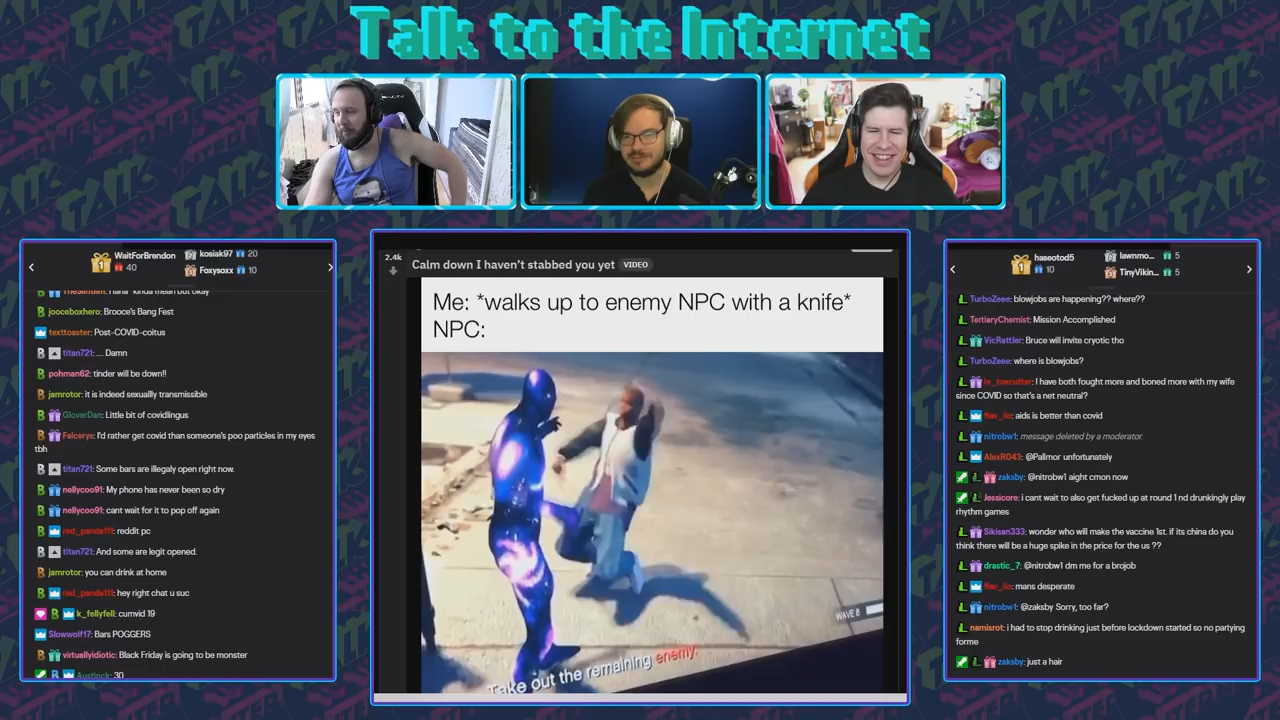 Talk to the Internet
WaitForBrendon
40
kosiak97 20
Foxysoxx 10
nana kinda mean but okay
jooceboxhero: Brooce's Bang Fest
texttoaster: Post-COVID-coitus
titan721: .... Damn
pohman62: tinder will be down!!
jamrotor: it is indeed sexuallly transmissible
GloverDan: Little bit of covidlingus
Falcerys: I'd rather get covid than someone's poo particles in my eyes
tbh
titan721: Some bars are illegaly open right now.
nellycoo91: My phone has never been so dry
nellycoo91: cant wait for it to pop off again
red_panda111: reddit pc
titan721: And some are legit opened.
jamrotor: you can drink at home
red_panda111: hey right chat u suc
k_fellyfell: cumvid 19
Slowwolf17: Bars POGGERS
virtuallyidiotic: Black Friday is going to be monster
Austinck: 30
2.4k
Calm down I haven't stabbed you yet VIDEO
Me: *walks up to enemy NPC with a knife*
NPC:
WAVE 6
Take out the remaining enemy.
haseotod5
10
lawnmo... 5
TinyVikin... 5
TurboZeee: blowjobs are happening?? where??
TertiaryChemist: Mission Accomplished
VicRattler: Bruce will invite cryotic tho
TurboZeee: where is blowjobs?
I have both fought more and boned more with my wife
since COVID so that's a net neutral?
aids is better than covid
nitrobw1: message deleted by a moderator.
AlexR043: @Pallmor unfortunately
zaksby: @nitrobw1 aight cmon now
Jessicore: i cant wait to also get fucked up at round 1 nd drunkingly play
rhythm games
Sikisan333: wonder who will make the vaccine 1st. if its china do you
think there will be a huge spike in the price for the us ??
drastic_7: @nitrobw1 dm me for a brojob
mans desperate
nitrobw1: @zaksby Sorry, too far?
namisrot: i had to stop drinking just before lockdown started so no partying
forme
zaksby: just a hair